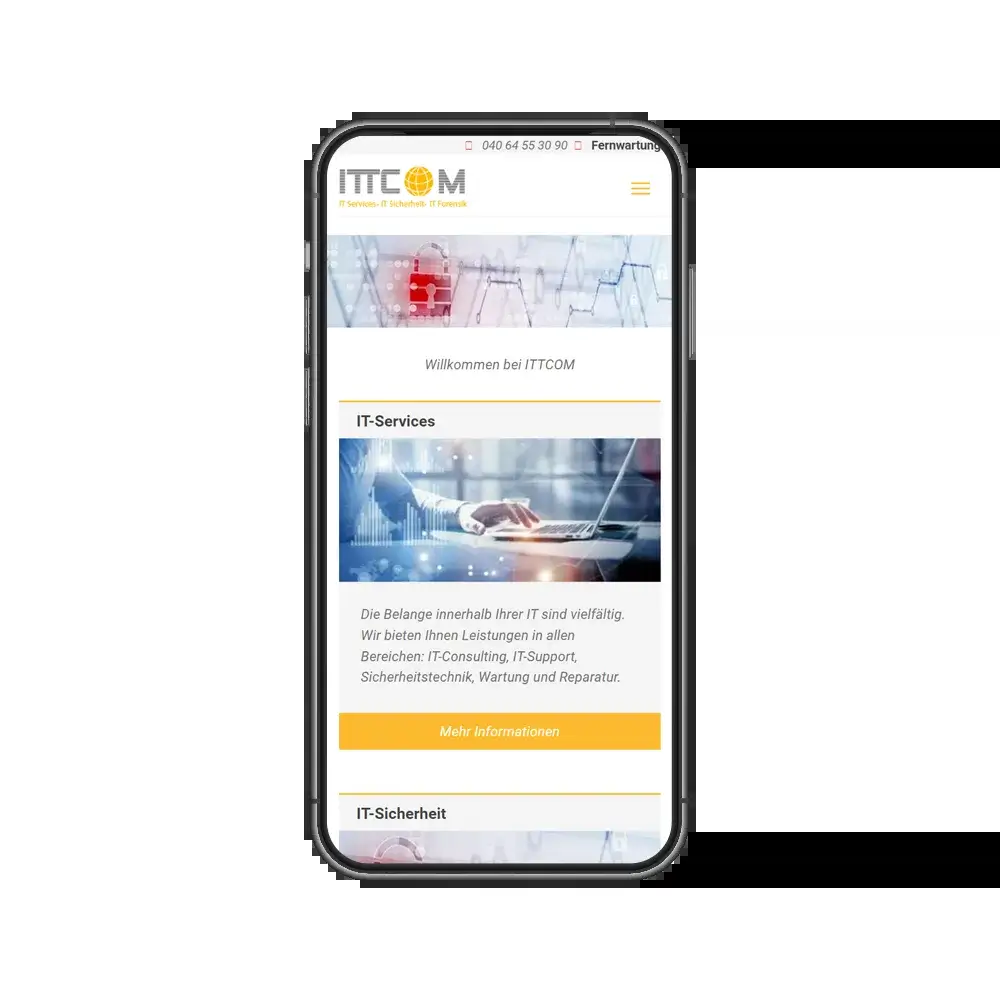 040 64 55 30 90 Fernwartung
ITTCOM
IT Services- IT Sicherheit- IT Forensik
Willkommen bei ITTCOM
IT-Services
Die Belange innerhalb Ihrer IT sind vielfältig.
Wir bieten Ihnen Leistungen in allen
Bereichen: IT-Consulting, IT-Support,
Sicherheitstechnik, Wartung und Reparatur.
Mehr Informationen
IT-Sicherheit